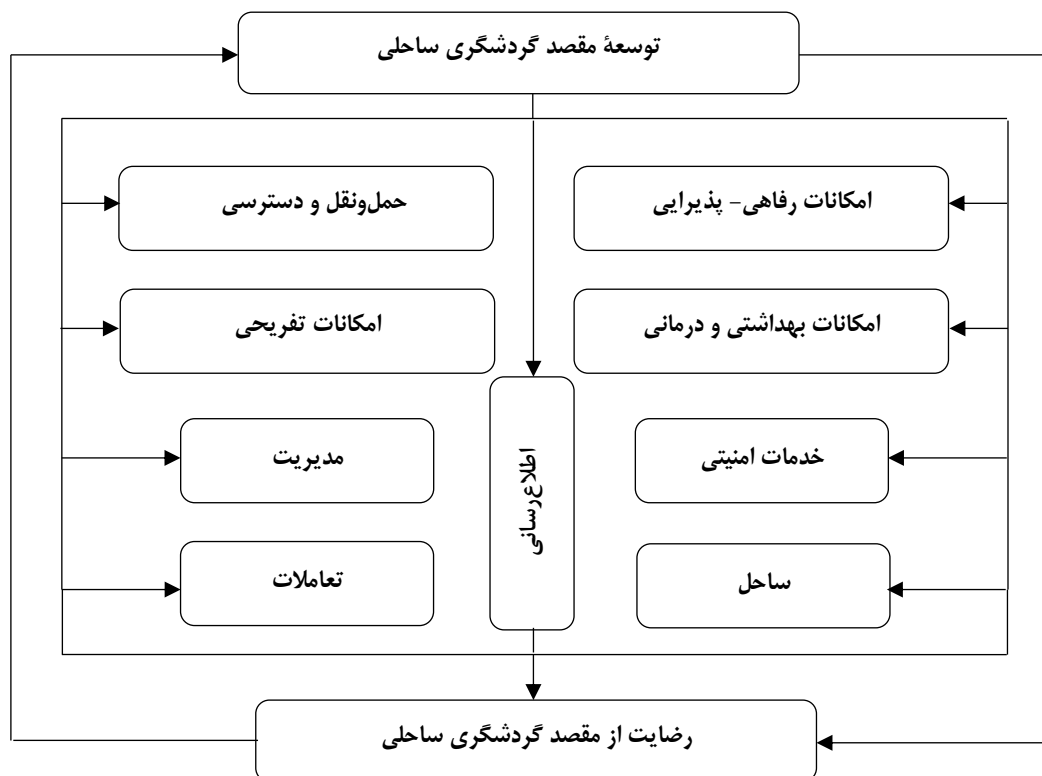 توسعهٔ مقصد گردشگری ساحلی
امکانات رفاهی- پذیرایی
حمل‌ونقل و دسترسی
امکانات بهداشتی و درمانی
امکانات تفریحی
خدمات امنیتی
اطلاع‌رسانی
مدیریت
ساحل
تعاملات
رضایت از مقصد گردشگری ساحلی